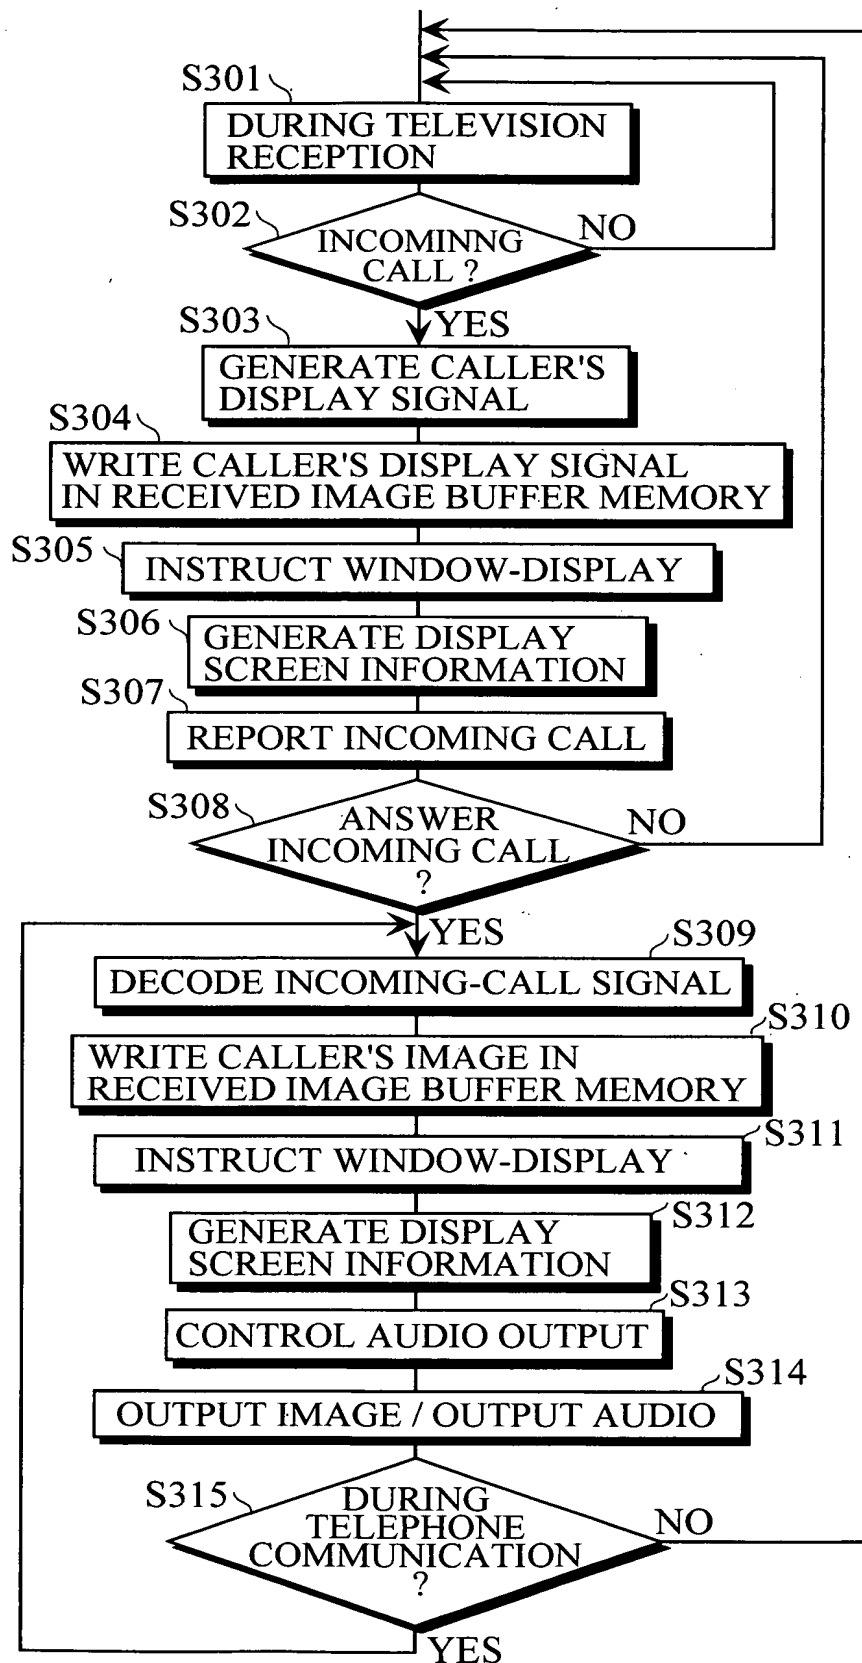 S301
DURING TELEVISION
RECEPTION
S302
INCOMINNG
CALL ?
NO
YES
S303
GENERATE CALLER'S
DISPLAY SIGNAL
S304
WRITE CALLER'S DISPLAY SIGNAL
IN RECEIVED IMAGE BUFFER MEMORY
S305
INSTRUCT WINDOW-DISPLAY
S306
GENERATE DISPLAY
SCREEN INFORMATION
S307
REPORT INCOMING CALL
S308
ANSWER
INCOMING CALL
?
NO
YES
S309
DECODE INCOMING-CALL SIGNAL
S310
WRITE CALLER'S IMAGE IN
RECEIVED IMAGE BUFFER MEMORY
S311
INSTRUCT WINDOW-DISPLAY
S312
GENERATE DISPLAY
SCREEN INFORMATION
S313
CONTROL AUDIO OUTPUT
S314
OUTPUT IMAGE / OUTPUT AUDIO
S315
DURING
TELEPHONE
COMMUNICATION
?
NO
YES